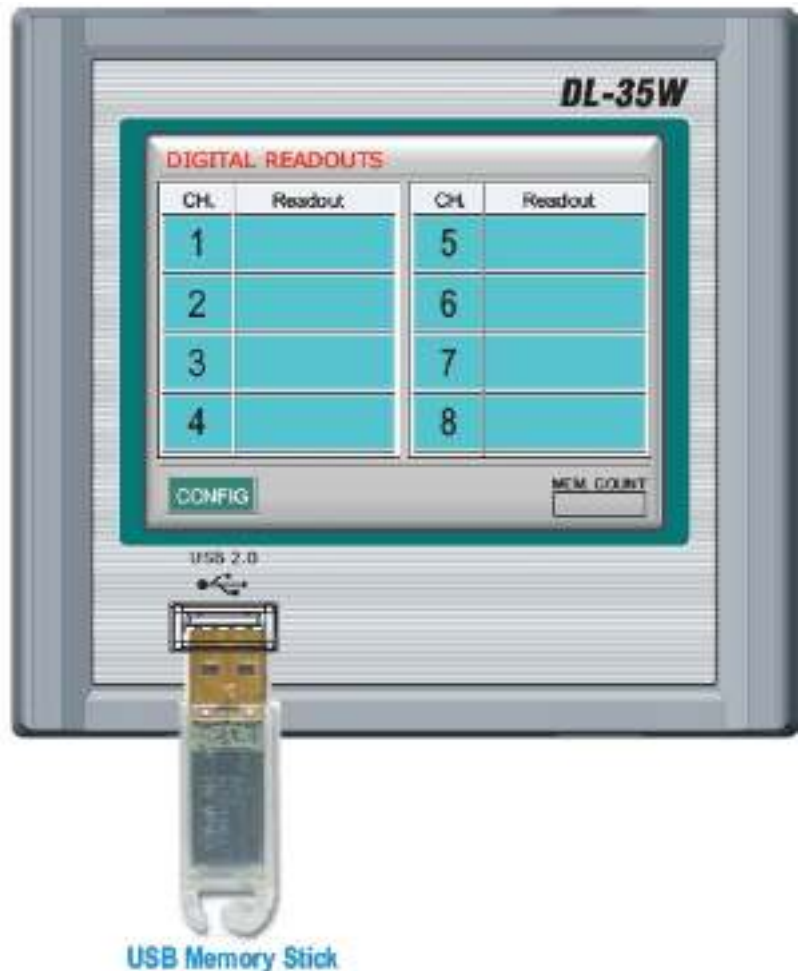 DL-35W
DIGITAL READOUTS
CH. Readout CH. Readout
1 5
2 6
3 7
4 8
CONFIG
MEM. COUNT
USB 2.0
USB Memory Stick